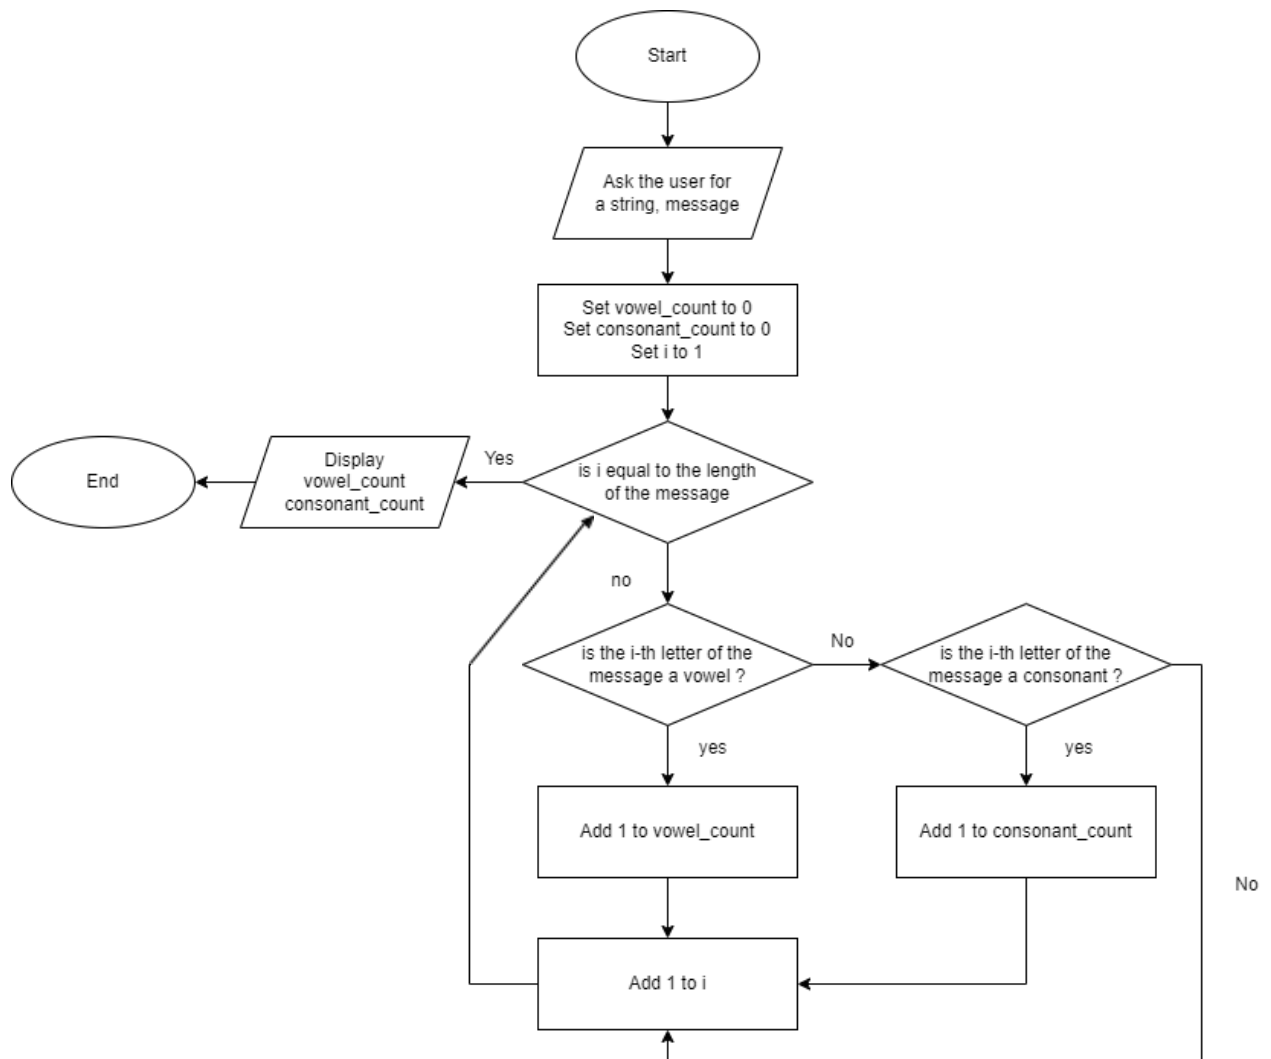 Start
Ask the user for
a string, message
Set vowel_count to 0
Set consonant_count to 0
Set i to 1
is i equal to the length
of the message
Yes
Display
vowel_count
consonant_count
End
no
is the i-th letter of the
message a vowel ?
No
is the i-th letter of the
message a consonant ?
yes
yes
Add 1 to vowel_count
Add 1 to consonant_count
No
Add 1 to i